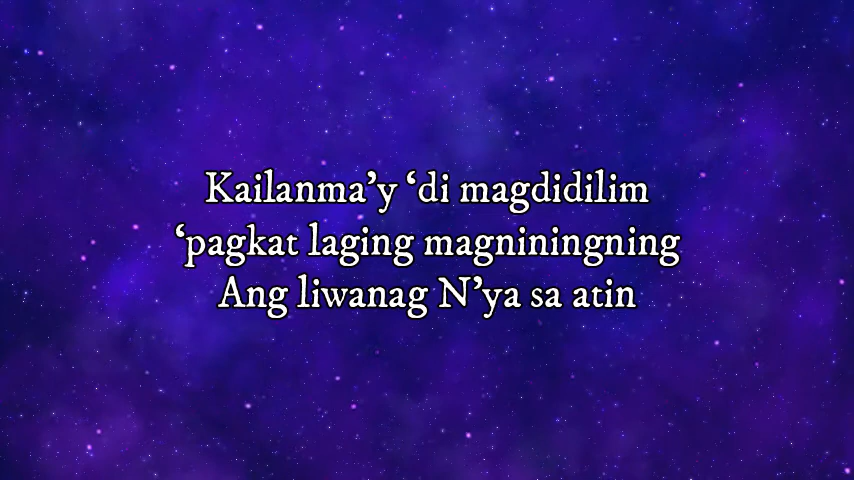 Kailanma’y ‘di magdidilim
‘pagkat laging magniningning
Ang liwanag N’ya sa atin